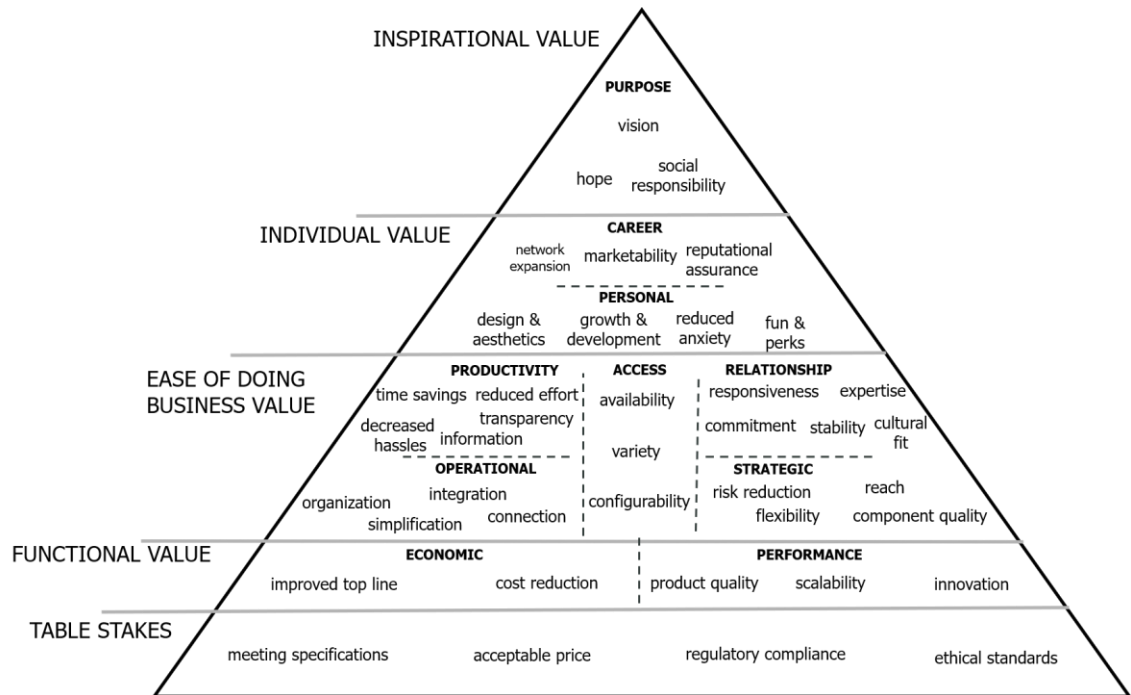 INSPIRATIONAL VALUE
PURPOSE
vision
hope
social
responsibility
INDIVIDUAL VALUE
CAREER
network
expansion
marketability
reputational
assurance
PERSONAL
design &
aesthetics
growth &
development
reduced
anxiety
fun &
perks
EASE OF DOING
BUSINESS VALUE
PRODUCTIVITY
time savings
reduced effort
transparency
decreased
hassles
information
OPERATIONAL
organization
integration
simplification
connection
ACCESS
availability
variety
configurability
RELATIONSHIP
responsiveness
expertise
commitment
stability
cultural
fit
STRATEGIC
risk reduction
reach
flexibility
component quality
FUNCTIONAL VALUE
ECONOMIC
improved top line
cost reduction
PERFORMANCE
product quality
scalability
innovation
TABLE STAKES
meeting specifications
acceptable price
regulatory compliance
ethical standards